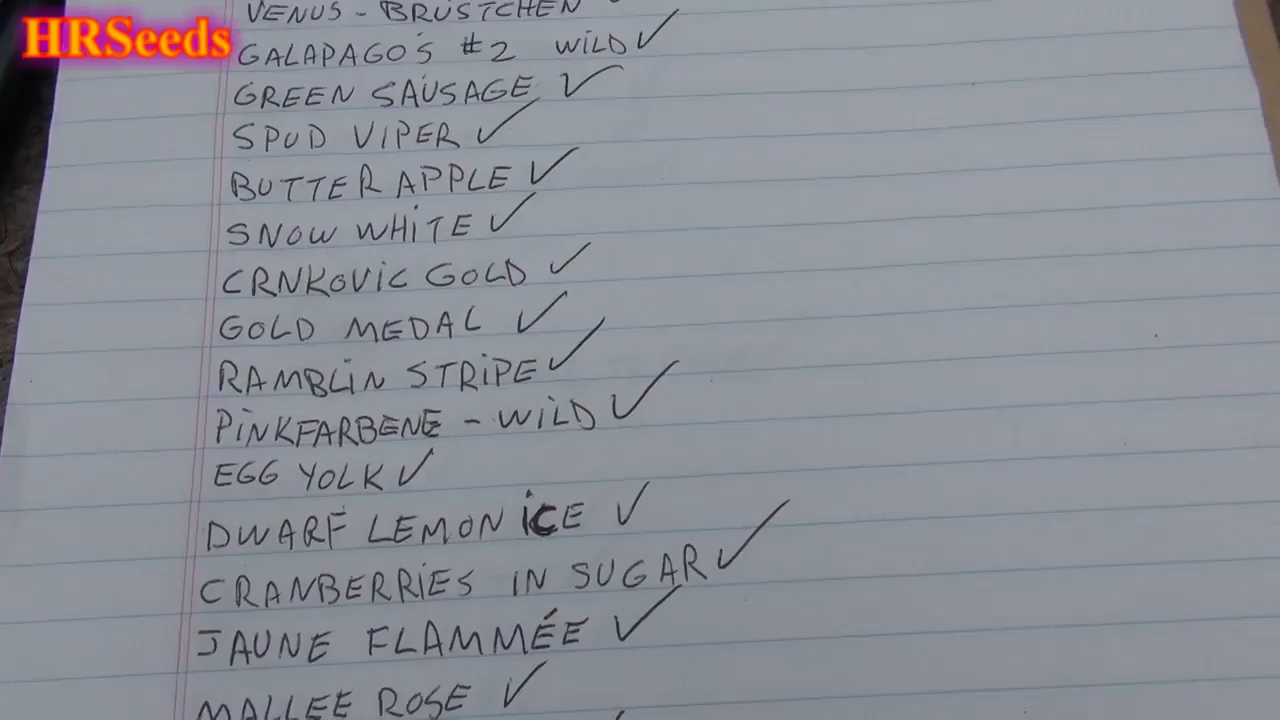 HRSeeds
VENUS - BRÜSTCHEN
GALAPAGOS #2 WILD ✓
GREEN SAUSAGE ✓
SPUD VIPER ✓
BUTTER APPLE ✓
SNOW WHITE ✓
CRNKOVIC GOLD ✓
GOLD MEDAL ✓
RAMBLIN STRIPE ✓
PINKFARBENE - WILD ✓
EGG YOLK ✓
DWARF LEMON ICE ✓
CRANBERRIES IN SUGAR ✓
JAUNE FLAMMÉE ✓
MALLEE ROSE ✓